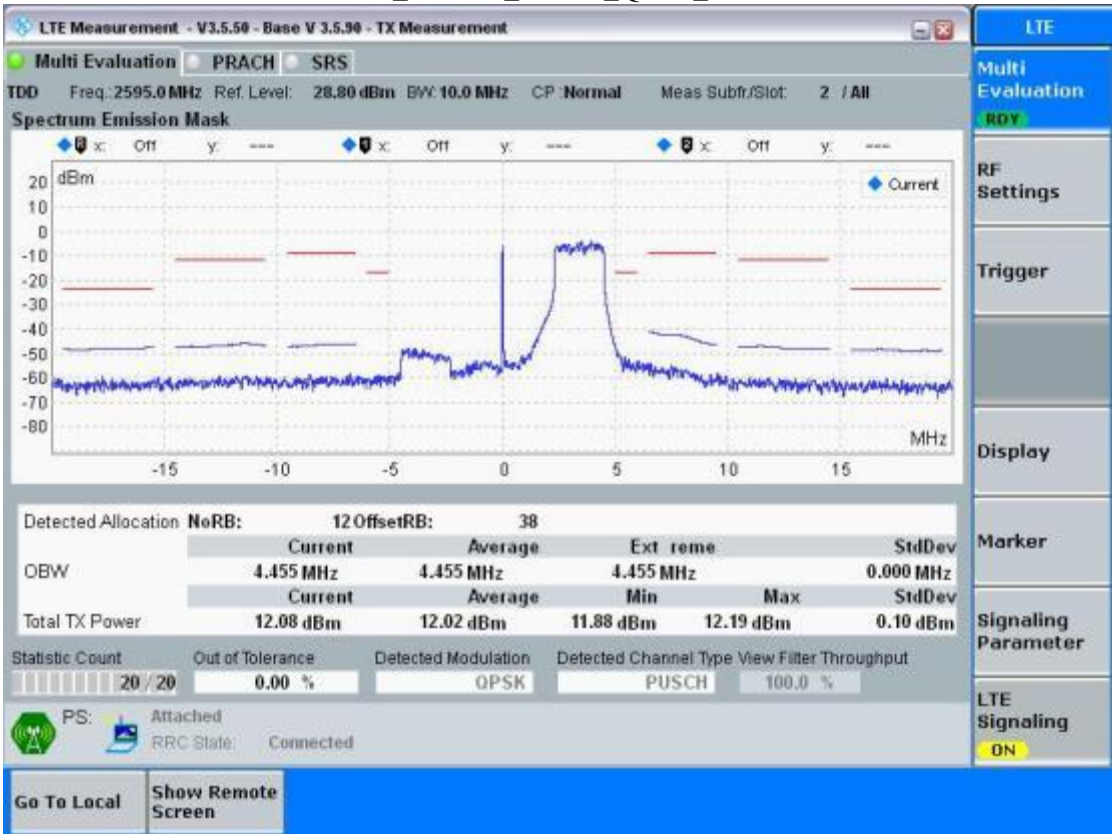 LTE Measurement - V3.5.50 - Base V 3.5.90 - TX Measurement
LTE
Multi Evaluation PRACH SRS
Multi Evaluation
RDY
TDD Freq.:2595.0 MHz Ref. Level: 28.80 dBm BW: 10.0 MHz CP :Normal Meas Subfr./Slot: 2 / All
Spectrum Emission Mask
x: Off y: --- x: Off y: --- x: Off y: ---
dBm
Current
20
10
0
-10
-20
-30
-40
-50
-60
-70
-80
MHz
-15 -10 -5 0 5 10 15
RF Settings
Trigger
Display
Marker
Signaling Parameter
LTE Signaling
ON
Detected Allocation NoRB: 12 OffsetRB: 38
Current Average Ext reme StdDev
OBW 4.455 MHz 4.455 MHz 4.455 MHz 0.000 MHz
Current Average Min Max StdDev
Total TX Power 12.08 dBm 12.02 dBm 11.88 dBm 12.19 dBm 0.10 dBm
Statistic Count Out of Tolerance Detected Modulation Detected Channel Type View Filter Throughput
20 / 20 0.00 % QPSK PUSCH 100.0 %
PS: Attached
RRC State: Connected
Go To Local
Show Remote Screen